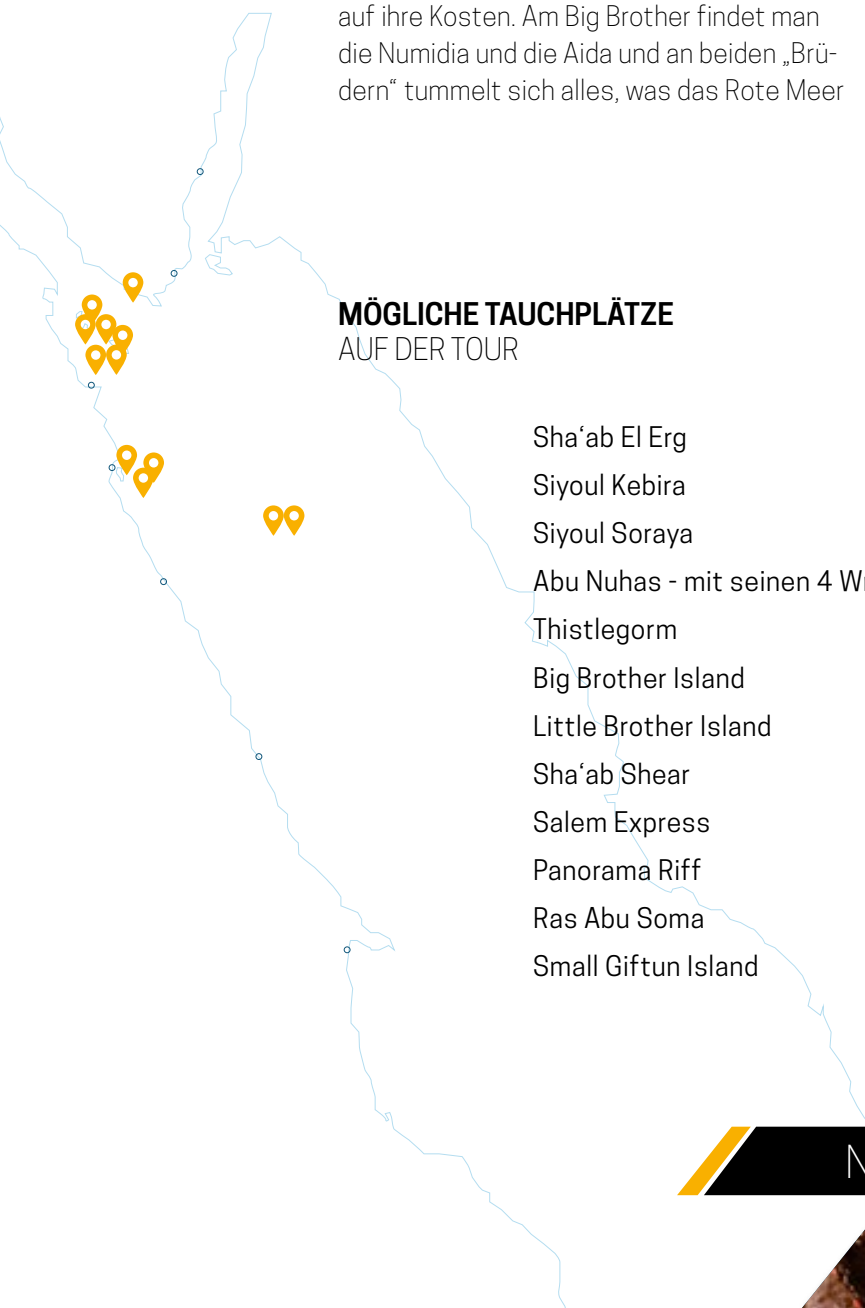 auf ihre Kosten. Am Big Brother findet man
die Numidia und die Aida und an beiden „Brü-
dern“ tummelt sich alles, was das Rote Meer
MÖGLICHE TAUCHPLÄTZE
AUF DER TOUR
Sha‘ab El Erg
Siyoul Kebira
Siyoul Soraya
Abu Nuhas - mit seinen 4
Thistlegorm
Big Brother Island
Little Brother Island
Sha‘ab Shear
Salem Express
Panorama Riff
Ras Abu Soma
Small Giftun Island